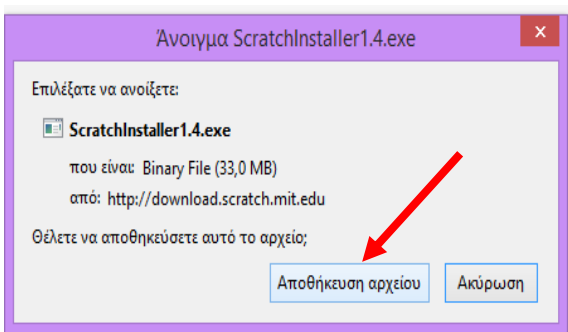 Άνοιγμα ScratchInstaller1.4.exe
x
Επιλέξατε να ανοίξετε:
ScratchInstaller1.4.exe
που είναι: Binary File (33,0 MB)
από: http://download.scratch.mit.edu
Θέλετε να αποθηκεύσετε αυτό το αρχείο;
Αποθήκευση αρχείου Ακύρωση